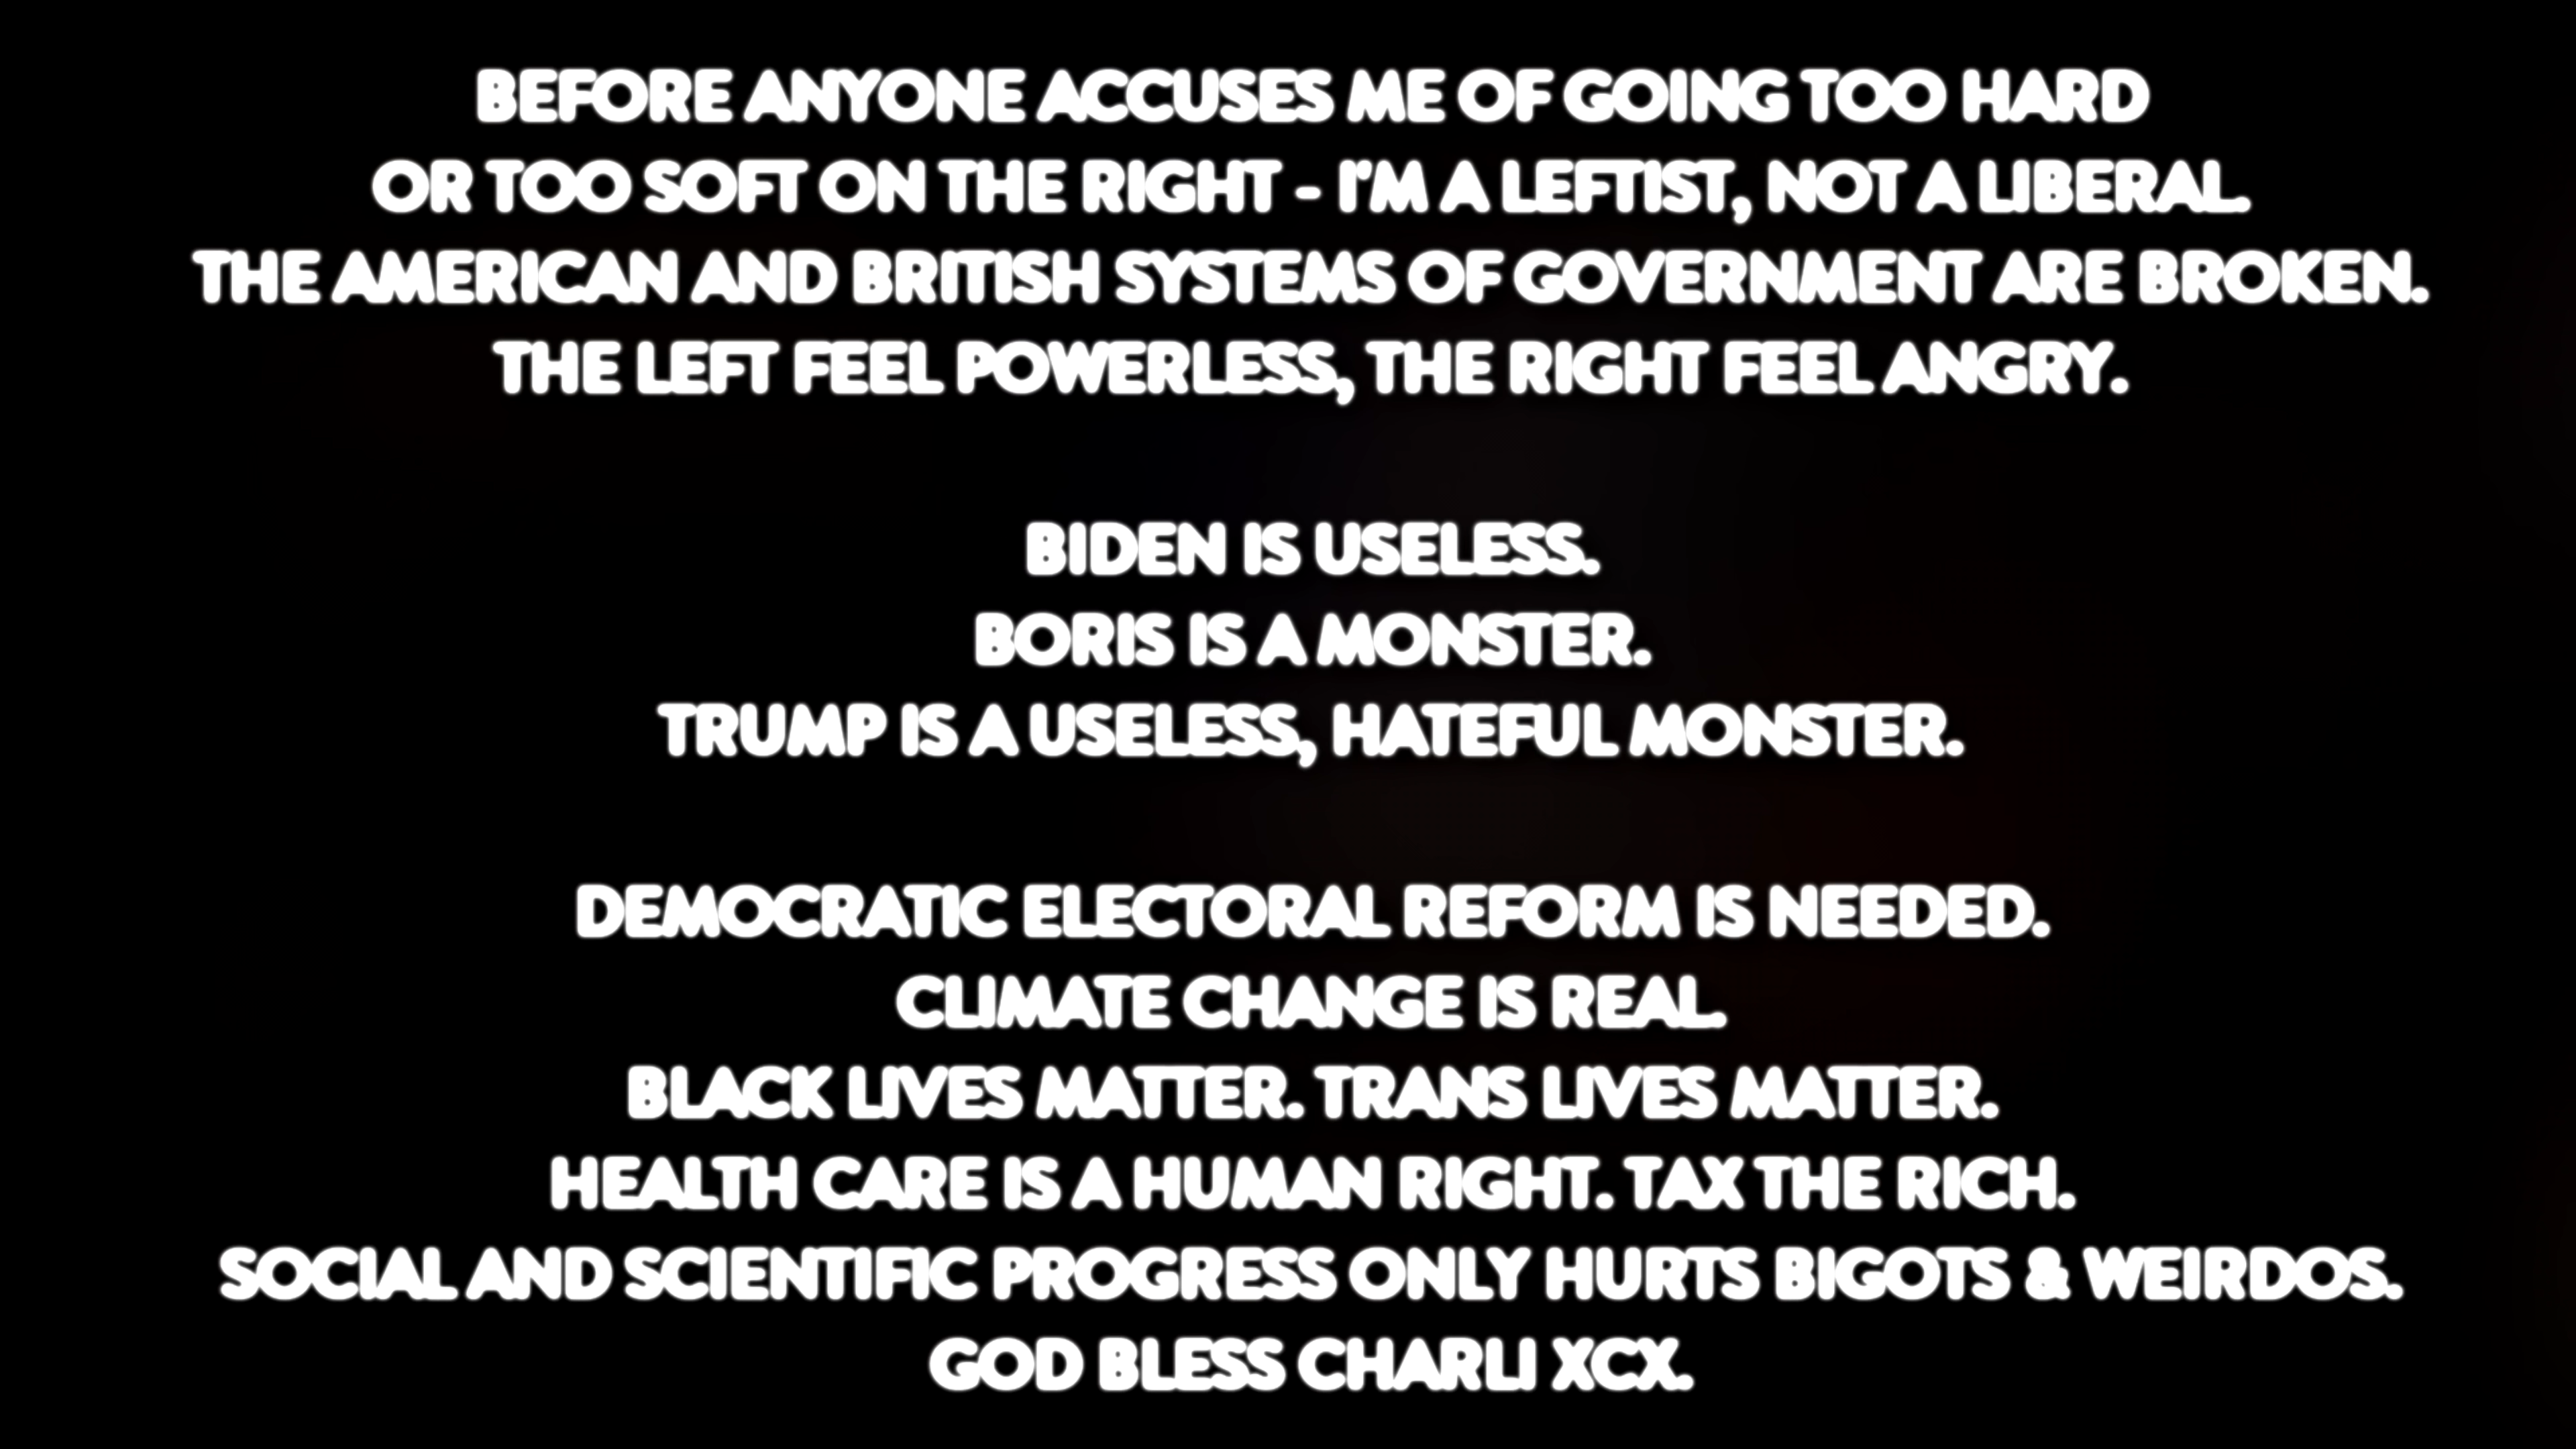 BEFORE ANYONE ACCUSES ME OF GOING TOO HARD
OR TOO SOFT ON THE RIGHT - I'M A LEFTIST, NOT A LIBERAL.
THE AMERICAN AND BRITISH SYSTEMS OF GOVERNMENT ARE BROKEN.
THE LEFT FEEL POWERLESS, THE RIGHT FEEL ANGRY.
BIDEN IS USELESS.
BORIS IS A MONSTER.
TRUMP IS A USELESS, HATEFUL MONSTER.
DEMOCRATIC ELECTORAL REFORM IS NEEDED.
CLIMATE CHANGE IS REAL.
BLACK LIVES MATTER. TRANS LIVES MATTER.
HEALTH CARE IS A HUMAN RIGHT. TAX THE RICH.
SOCIAL AND SCIENTIFIC PROGRESS ONLY HURTS BIGOTS & WEIRDOS.
GOD BLESS CHARLI XCX.